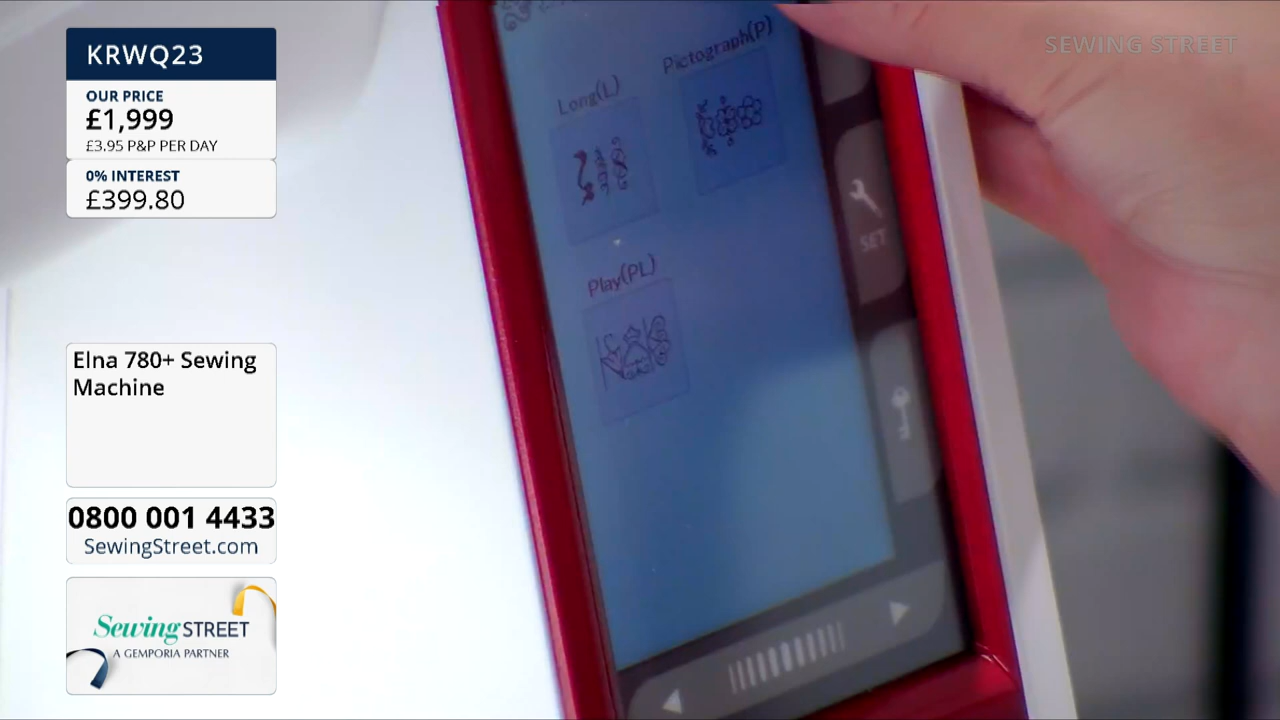 KRWQ23
OUR PRICE
£1,999
£3.95 P&P PER DAY
0% INTEREST
£399.80
Elna 780+ Sewing
Machine
0800 001 4433
SewingStreet.com
Sewing STREET
A GEMPORIA PARTNER
SEWING STREET
Pictograph(P)
Long(L)
Play(PL)
SET